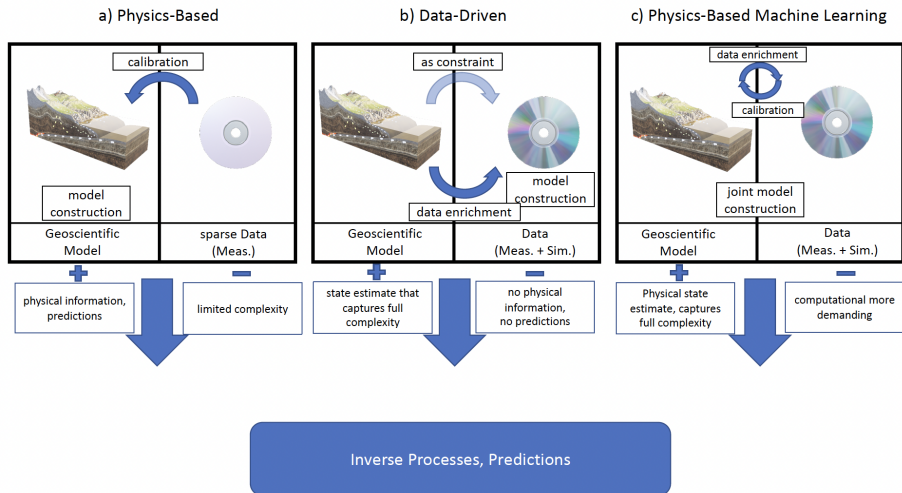 a) Physics-Based
calibration
model
construction
Geoscientific
Model
sparse Data
(Meas.)
+
−
physical information,
predictions
limited complexity
b) Data-Driven
as constraint
model
construction
data enrichment
Geoscientific
Model
Data
(Meas. + Sim.)
+
−
state estimate that
captures full
complexity
no physical
information,
no predictions
c) Physics-Based Machine Learning
data enrichment
calibration
joint model
construction
Geoscientific
Model
Data
(Meas. + Sim.)
+
−
Physical state
estimate, captures
full complexity
computational more
demanding
Inverse Processes, Predictions